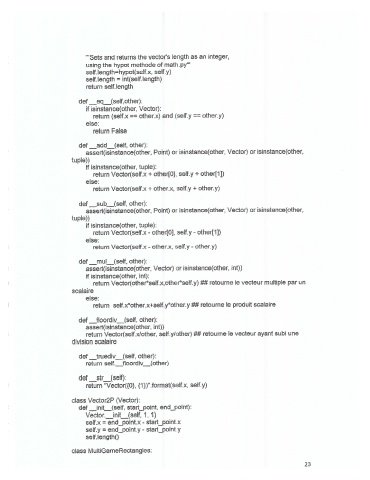 '''Sets and returns the vector's length as an integer,
using the hypot methode of math.py'''
self.length=hypot(self.x, self.y)
self.length = int(self.length)
return self.length
def __eq__(self,other):
if isinstance(other, Vector):
return (self.x == other.x) and (self.y == other.y)
else:
return False
def __add__(self, other):
assert(isinstance(other, Point) or isinstance(other, Vector) or isinstance(other,
tuple))
if isinstance(other, tuple):
return Vector(self.x + other[0], self.y + other[1])
else:
return Vector(self.x + other.x, self.y + other.y)
def __sub__(self, other):
assert(isinstance(other, Point) or isinstance(other, Vector) or isinstance(other,
tuple))
if isinstance(other, tuple):
return Vector(self.x - other[0], self.y - other[1])
else:
return Vector(self.x - other.x, self.y - other.y)
def __mul__(self, other):
assert(isinstance(other, Vector) or isinstance(other, int))
if isinstance(other, int):
return Vector(other*self.x,other*self.y) ## retourne le vecteur multiple par un
scalaire
else:
return self.x*other.x+self.y*other.y ## retourne le produit scalaire
def __floordiv__(self, other):
assert(isinstance(other, int))
return Vector(self.x/other, self.y/other) ## retourne le vecteur ayant subi une
division scalaire
def __truediv__(self, other):
return self.__floordiv__(other)
def __str__(self):
return "Vector({0}, {1})".format(self.x, self.y)
class Vector2P (Vector):
def __init__(self, start_point, end_point):
Vector.__init__(self, 1, 1)
self.x = end_point.x - start_point.x
self.y = end_point.y - start_point.y
self.length()
class MultiGameRectangles:
23